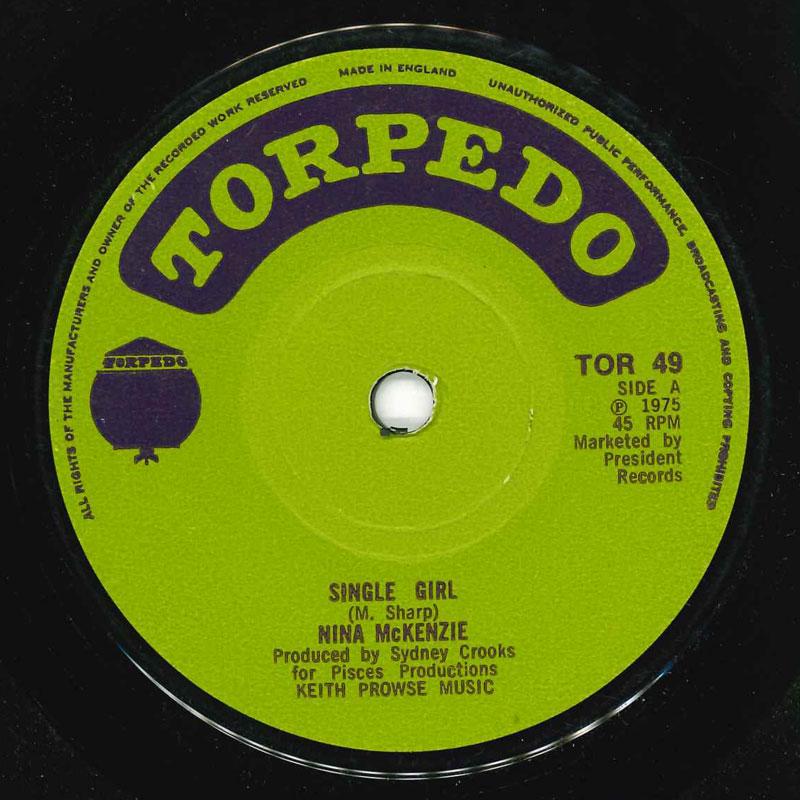 ALL RIGHTS OF THE MANUFACTURERS AND OWNER OF THE RECORDED WORK RESERVED
MADE IN ENGLAND
UNAUTHORIZED PUBLIC PERFORMANCE, BROADCASTING AND COPYING PROHIBITED
TORPEDO
TORPEDO
TOR 49
SIDE A
℗ 1975
45 RPM
Marketed by
President
Records
SINGLE GIRL
(M. Sharp)
NINA McKENZIE
Produced by Sydney Crooks
for Pisces Productions
KEITH PROWSE MUSIC